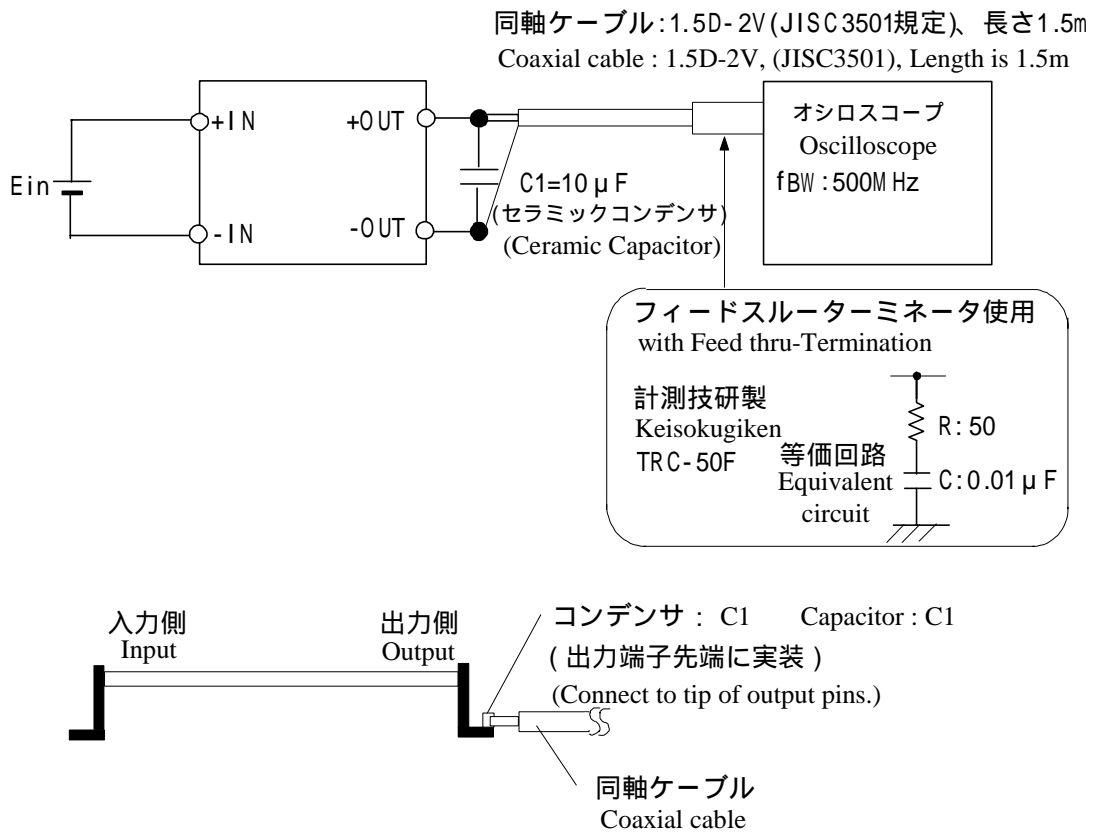 同軸ケーブル:1.5D-2V(JISC3501規定)、長さ1.5m
Coaxial cable : 1.5D-2V, (JISC3501), Length is 1.5m
+IN
+OUT
オシロスコープ
Oscilloscope
fBW:500MHz
Ein
C1=10μF
(セラミックコンデンサ)
(Ceramic Capacitor)
-IN
-OUT
フィードスルーターミネータ使用
with Feed thru-Termination
計測技研製
Keisokugiken
TRC-50F
R:50
等価回路
Equivalent
circuit
C:0.01μF
入力側
Input
出力側
Output
コンデンサ : C1 Capacitor : C1
(出力端子先端に実装)
(Connect to tip of output pins.)
同軸ケーブル
Coaxial cable